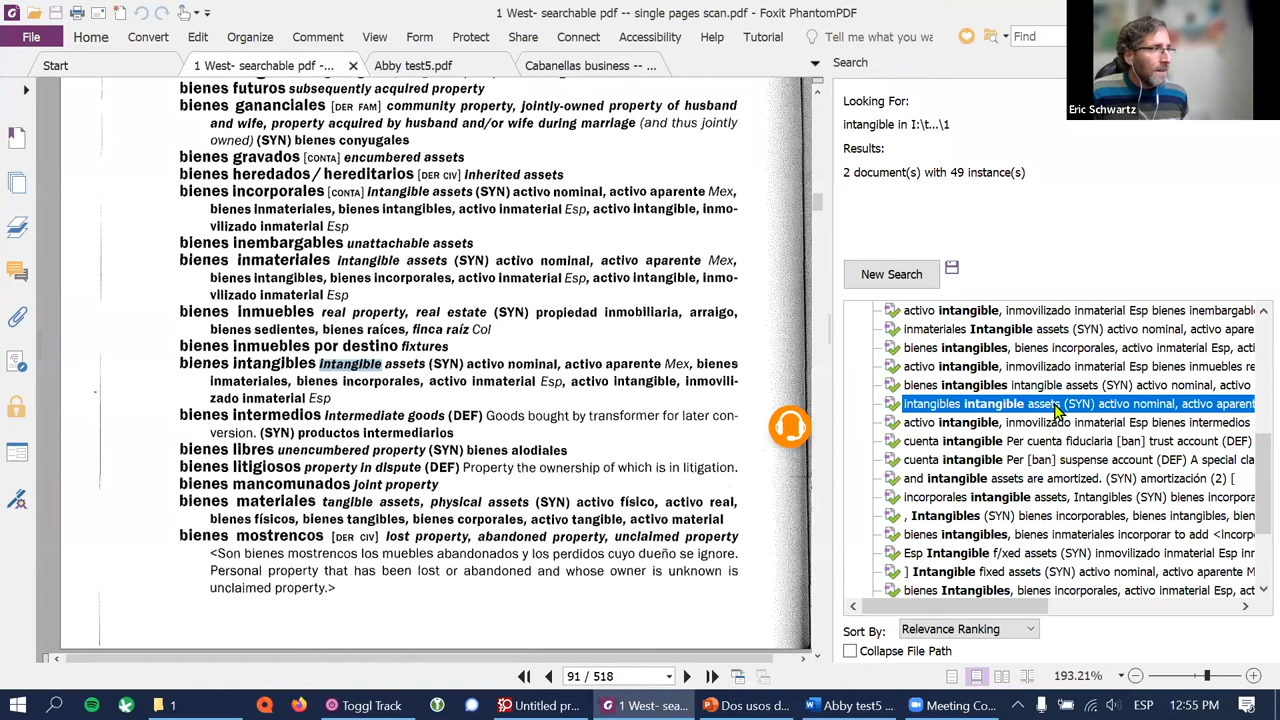 1 West- searchable pdf -- single pages scan.pdf - Foxit PhantomPDF
File Home Convert Edit Organize Comment View Form Protect Share Connect Accessibility Help Tutorial Tell me what you wa Find
Start 1 West- searchable pdf -... Abby test5.pdf Cabanellas business -- ...
bienes futuros subsequently acquired property
bienes gananciales [DER FAM] community property, jointly-owned property of husband
and wife, property acquired by husband and/or wife during marriage (and thus jointly
owned) (SYN) bienes conyugales
bienes gravados [CONTA] encumbered assets
bienes heredados / hereditarios [DER CIV] inherited assets
bienes incorporales [CONTA] intangible assets (SYN) activo nominal, activo aparente Mex,
bienes inmateriales, bienes intangibles, activo inmaterial Esp, activo intangible, inmo-
vilizado inmaterial Esp
bienes inembargables unattachable assets
bienes inmateriales intangible assets (SYN) activo nominal, activo aparente Mex,
bienes intangibles, bienes incorporales, activo inmaterial Esp, activo intangible, inmo-
vilizado inmaterial Esp
bienes inmuebles real property, real estate (SYN) propiedad inmobiliaria, arraigo,
bienes sedientes, bienes raíces, finca raíz Col
bienes inmuebles por destino fixtures
bienes intangibles intangible assets (SYN) activo nominal, activo aparente Mex, bienes
inmateriales, bienes incorporales, activo inmaterial Esp, activo intangible, inmovili-
zado inmaterial Esp
bienes intermedios intermediate goods (DEF) Goods bought by transformer for later con-
version. (SYN) productos intermediarios
bienes libres unencumbered property (SYN) bienes alodiales
bienes litigiosos property in dispute (DEF) Property the ownership of which is in litigation.
bienes mancomunados joint property
bienes materiales tangible assets, physical assets (SYN) activo físico, activo real,
bienes físicos, bienes tangibles, bienes corporales, activo tangible, activo material
bienes mostrencos [DER CIV] lost property, abandoned property, unclaimed property
<Son bienes mostrencos los muebles abandonados y los perdidos cuyo dueño se ignore.
Personal property that has been lost or abandoned and whose owner is unknown is
unclaimed property.>
Search
Eric Schwartz
Looking For:
intangible in I:\t...\1
Results:
2 document(s) with 49 instance(s)
New Search
activo intangible, inmovilizado inmaterial Esp bienes inembargable
inmateriales Intangible assets (SYN) activo nominal, activo apare
bienes intangibles, bienes incorporales, activo inmaterial Esp, acti
activo intangible, inmovilizado inmaterial Esp bienes inmuebles re
bienes intangibles intangible assets (SYN) activo nominal, activo
intangibles intangible assets (SYN) activo nominal, activo aparent
activo intangible, inmovilizado inmaterial Esp bienes intermedios
cuenta intangible Per cuenta fiduciaria [ban] trust account (DEF)
cuenta intangible Per [ban] suspense account (DEF) A special cla
and intangible assets are amortized. (SYN) amortización (2) [
incorporales intangible assets, Intangibles (SYN) bienes incorpora
, Intangibles (SYN) bienes incorporables, bienes intangibles, bien
bienes intangibles, bienes inmateriales incorporar to add <Incorp
Esp Intangible f/xed assets (SYN) inmovilizado inmaterial Esp inm
] Intangible fixed assets (SYN) activo nominal, activo aparente M
bienes Intangibles, bienes incorporales, activo inmaterial Esp, acti
Sort By: Relevance Ranking
Collapse File Path
91 / 518
193.21%
1 Toggl Track Untitled pro... 1 West- sea... Dos usos d... Abby test5 ... Meeting Co... ESP 12:55 PM